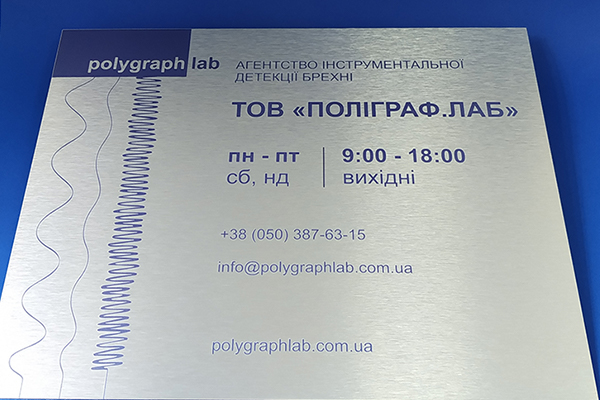 polygraph lab
АГЕНТСТВО ІНСТРУМЕНТАЛЬНОЇ
ДЕТЕКЦІЇ БРЕХНІ
ТОВ «ПОЛІГРАФ.ЛАБ»
пн - пт 9:00 - 18:00
сб, нд вихідні
+38 (050) 387-63-15
info@polygraphlab.com.ua
polygraphlab.com.ua